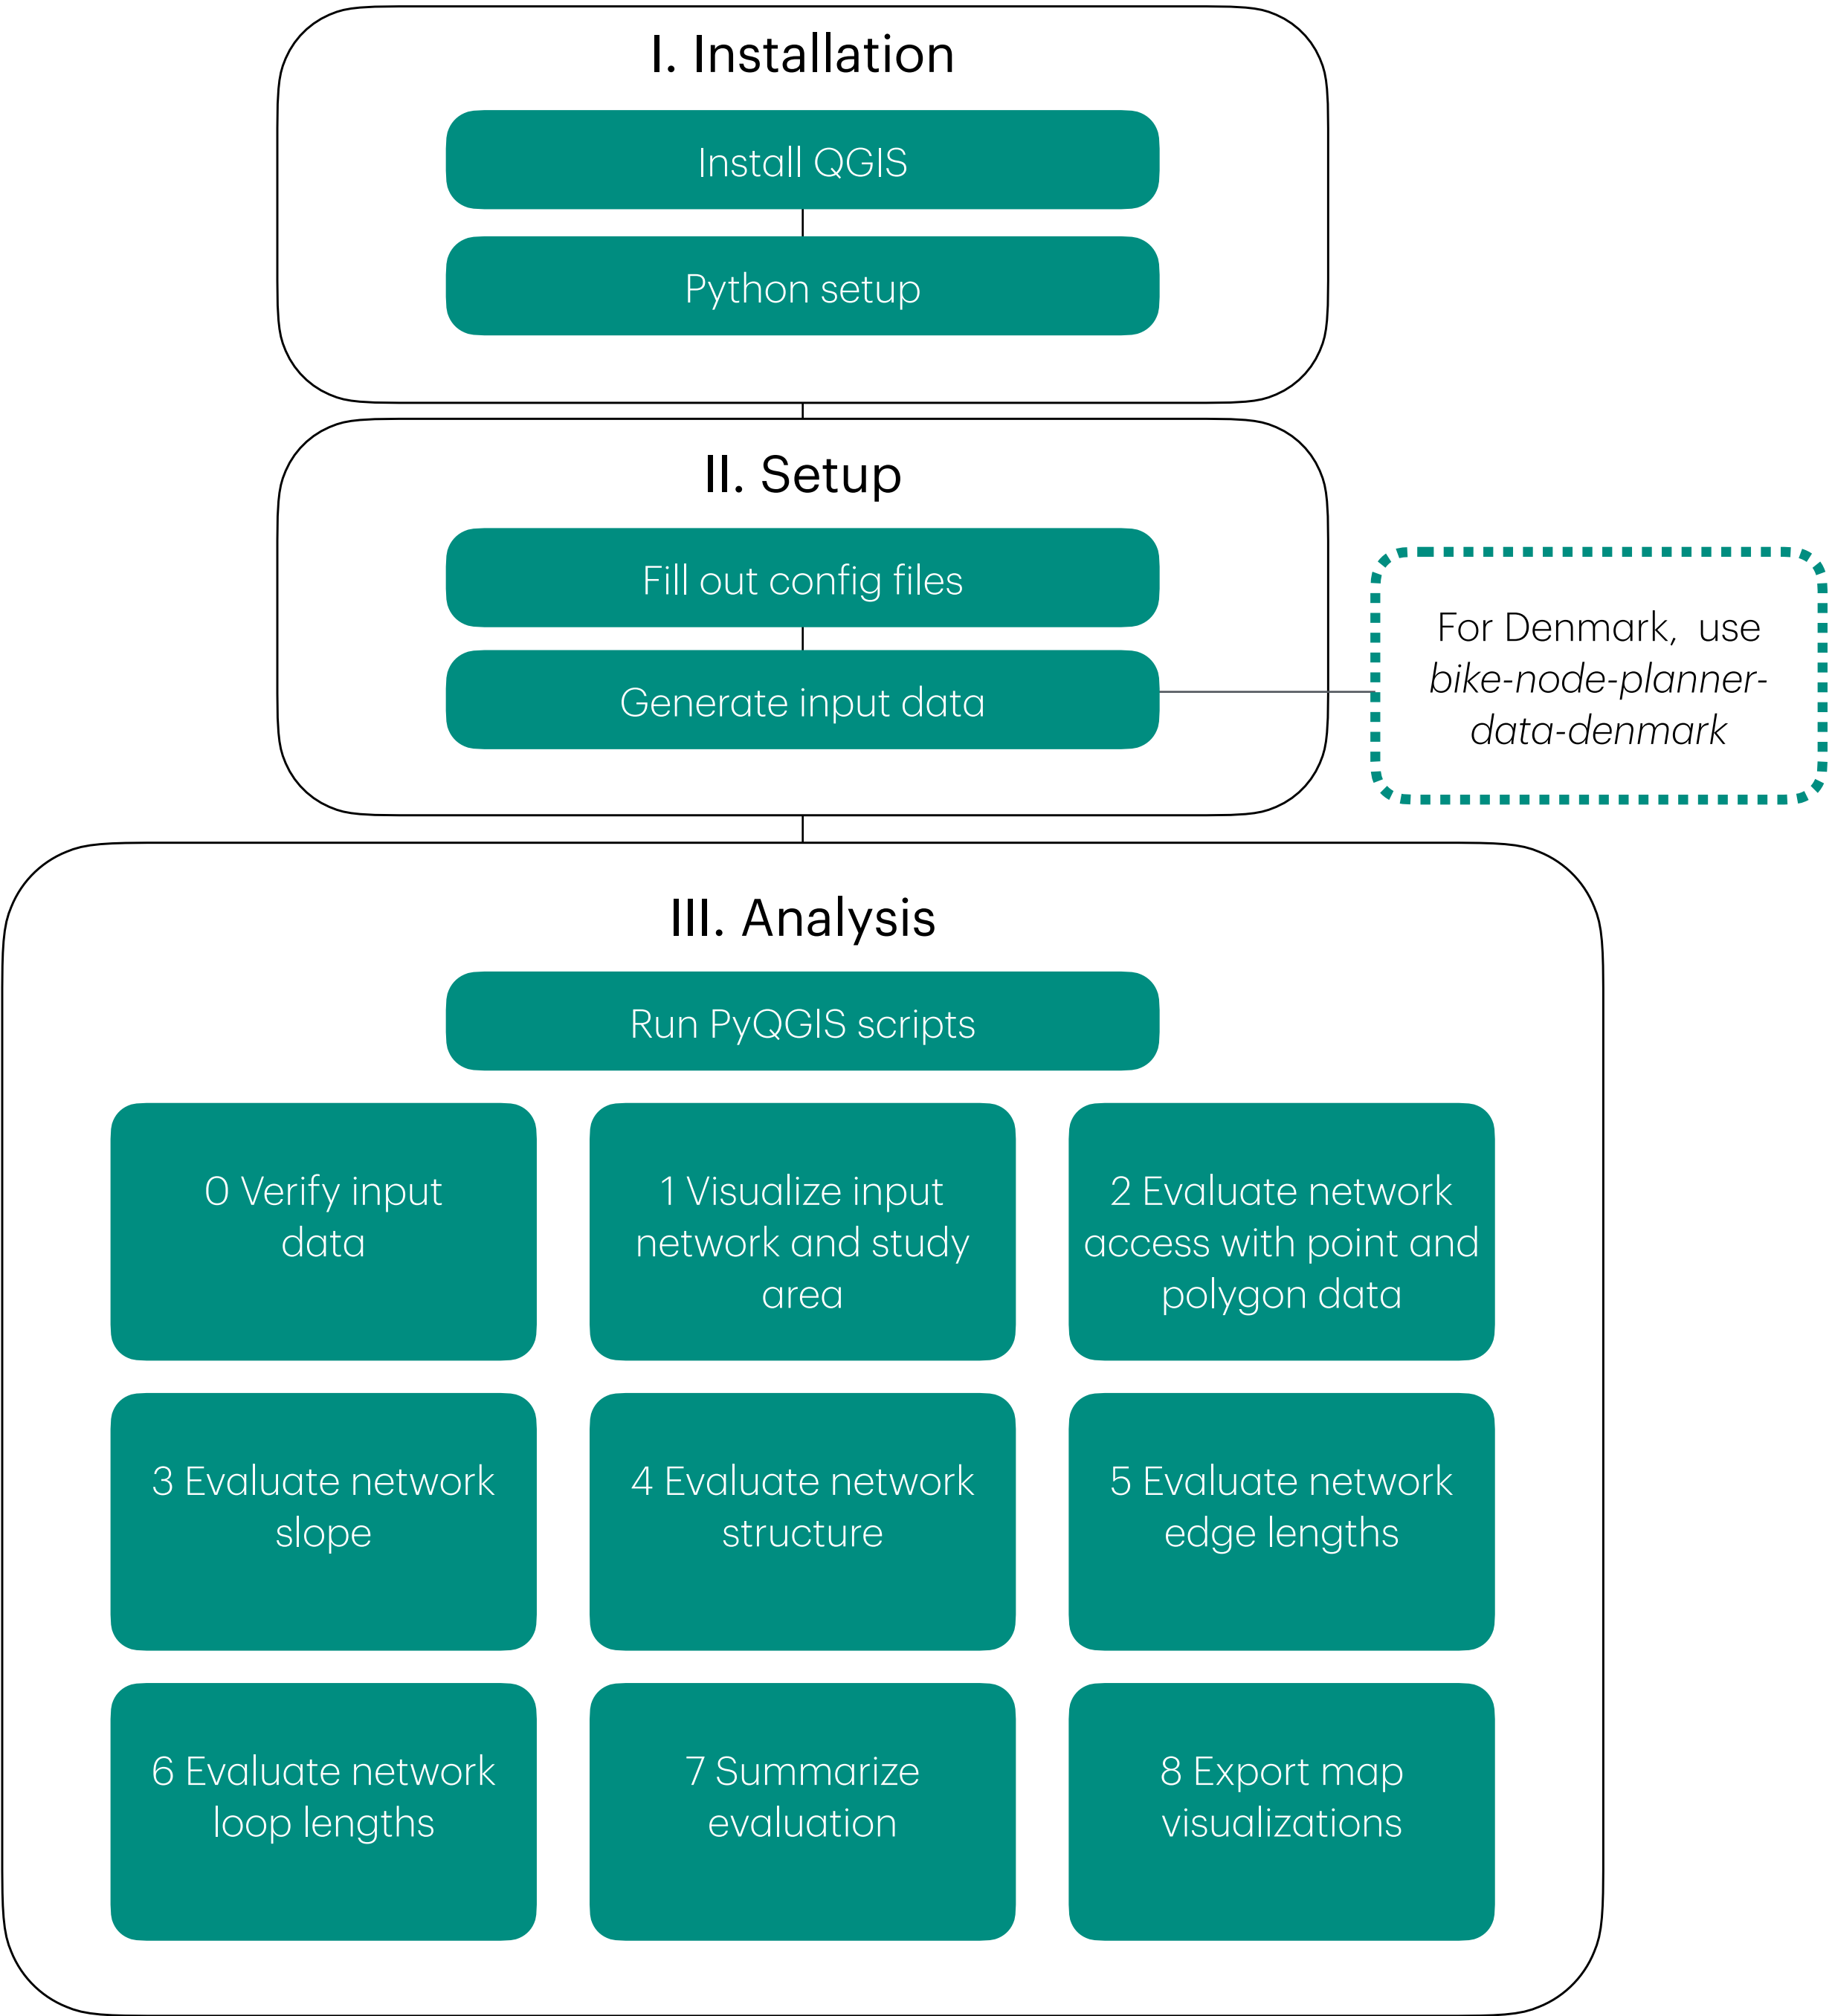 I. Installation
Install QGIS
Python setup
II. Setup
Fill out config files
Generate input data
For Denmark,  use
bike-node-planner-
data-denmark
III. Analysis
Run PyQGIS scripts
0 Verify input
data
1 Visualize input
network and study
area
2 Evaluate network
access with point and
polygon data
3 Evaluate network
slope
4 Evaluate network
structure
5 Evaluate network
edge lengths
6 Evaluate network
loop lengths
7 Summarize
evaluation
8 Export map
visualizations